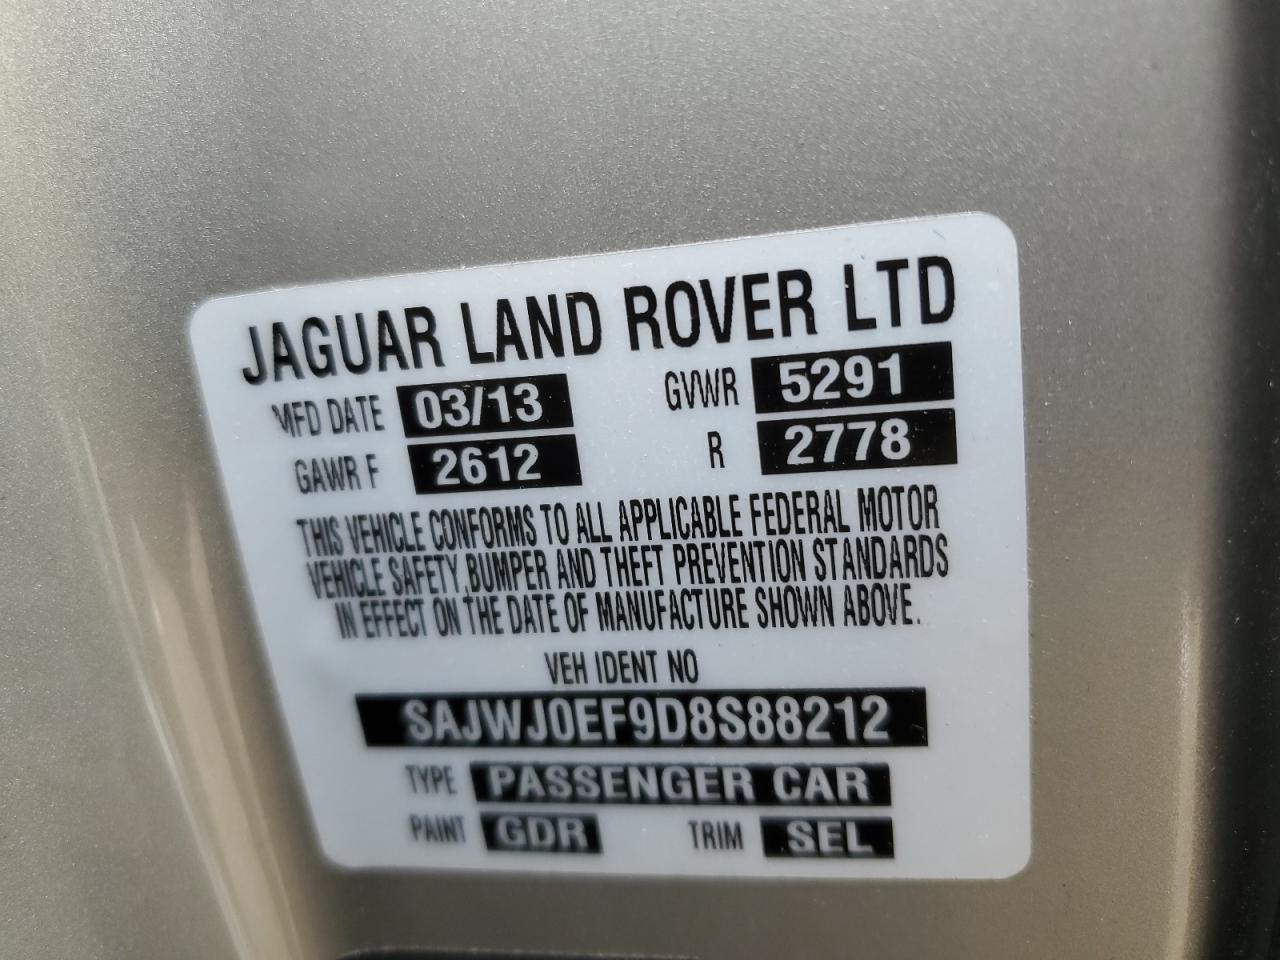 JAGUAR LAND ROVER LTD
MFD DATE 03/13 GVWR 5291
GAWR F 2612 R 2778
THIS VEHICLE CONFORMS TO ALL APPLICABLE FEDERAL MOTOR
VEHICLE SAFETY, BUMPER AND THEFT PREVENTION STANDARDS
IN EFFECT ON THE DATE OF MANUFACTURE SHOWN ABOVE.
VEH IDENT NO
SAJWJ0EF9D8S88212
TYPE PASSENGER CAR
PAINT GDR TRIM SEL